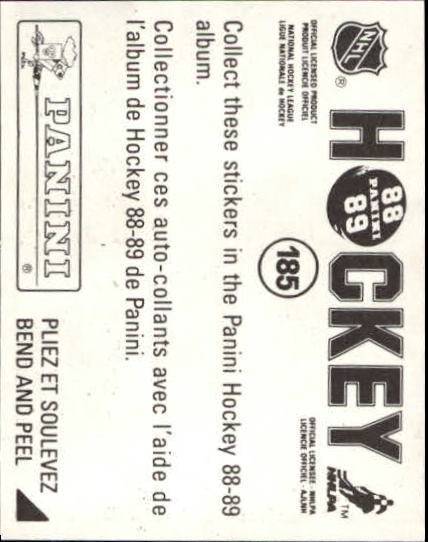 NHL ®
OFFICIAL LICENSED PRODUCT
PRODUIT LICENCIE OFFICIEL
NATIONAL HOCKEY LEAGUE
LIGUE NATIONALE de HOCKEY
HOCKEY
88
PANINI
89
185
OFFICIAL LICENSEE - NHLPA
LICENCIE OFFICIEL - AJLNH
NHLPA TM
Collect these stickers in the Panini Hockey 88-89
album.
Collectionner ces auto-collants avec l'aide de
l'album de Hockey 88-89 de Panini.
PANINI ®
PLIEZ ET SOULEVEZ
BEND AND PEEL